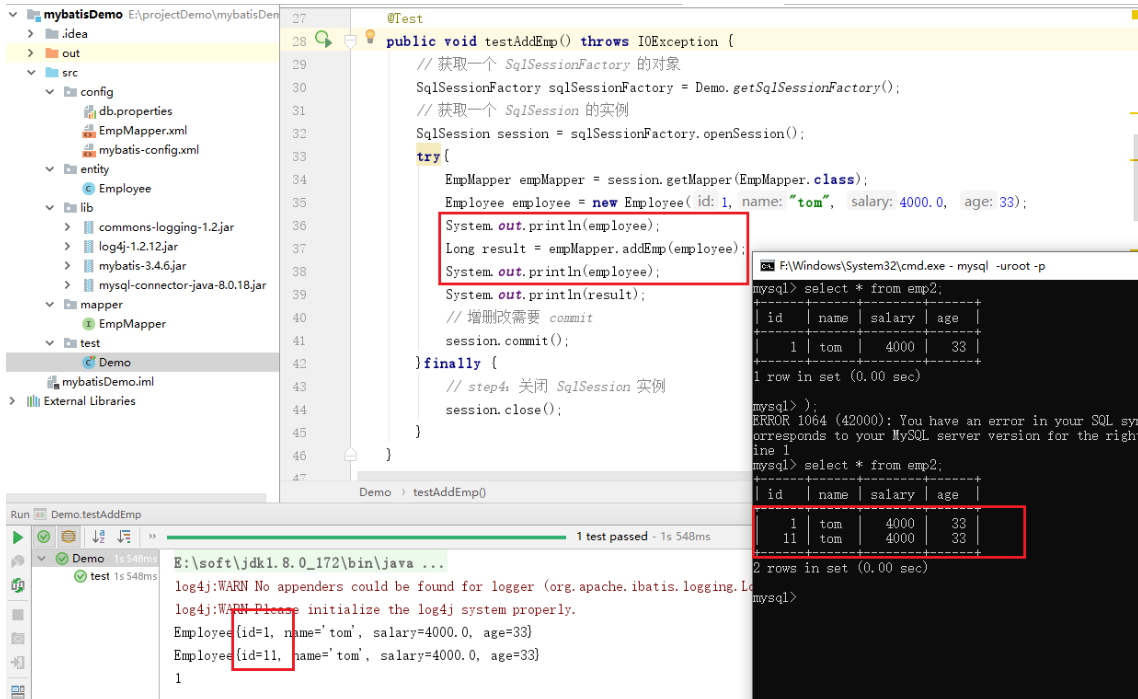 mybatisDemo E:\projectDemo\mybatisDem
.idea
out
src
config
db.properties
EmpMapper.xml
mybatis-config.xml
entity
Employee
lib
commons-logging-1.2.jar
log4j-1.2.12.jar
mybatis-3.4.6.jar
mysql-connector-java-8.0.18.jar
mapper
EmpMapper
test
Demo
mybatisDemo.iml
External Libraries
27 @Test
28 public void testAddEmp() throws IOException {
29 // 获取一个 SqlSessionFactory 的对象
30 SqlSessionFactory sqlSessionFactory = Demo.getSqlSessionFactory();
31 // 获取一个 SqlSession 的实例
32 SqlSession session = sqlSessionFactory.openSession();
33 try{
34 EmpMapper empMapper = session.getMapper(EmpMapper.class);
35 Employee employee = new Employee( id: 1, name: "tom", salary: 4000.0, age: 33);
36 System.out.println(employee);
37 Long result = empMapper.addEmp(employee);
38 System.out.println(employee);
39 System.out.println(result);
40 // 增删改需要 commit
41 session.commit();
42 }finally {
43 // step4: 关闭 SqlSession 实例
44 session.close();
45 }
46 }
47
Demo › testAddEmp()
F:\Windows\System32\cmd.exe - mysql -uroot -p
mysql> select * from emp2;
| id | name | salary | age |
| 1 | tom | 4000 | 33 |
1 row in set (0.00 sec)
mysql> );
ERROR 1064 (42000): You have an error in your SQL syn
orresponds to your MySQL server version for the righ
ine 1
mysql> select * from emp2;
| id | name | salary | age |
| 1 | tom | 4000 | 33 |
| 11 | tom | 4000 | 33 |
2 rows in set (0.00 sec)
mysql>
Run Demo.testAddEmp
1 test passed - 1s 548ms
Demo 1s 548ms
test 1s 548ms
E:\soft\jdk1.8.0_172\bin\java ...
log4j:WARN No appenders could be found for logger (org.apache.ibatis.logging.Lo
log4j:WARN Please initialize the log4j system properly.
Employee{id=1, name='tom', salary=4000.0, age=33}
Employee{id=11, name='tom', salary=4000.0, age=33}
1